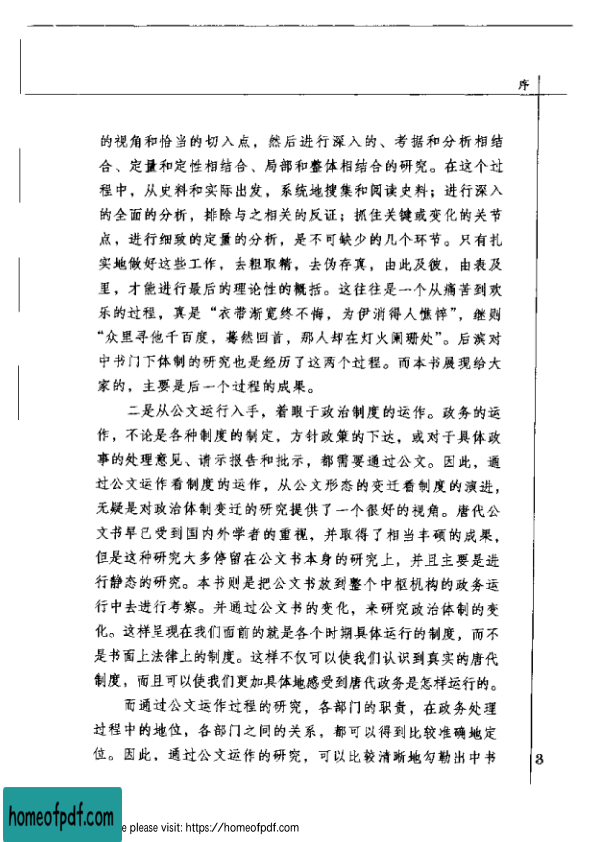 序
的视角和恰当的切入点，然后进行深入的、考据和分析相结
合、定量和定性相结合、局部和整体相结合的研究。在这个过
程中，从史料和实际出发，系统地搜集和阅读史料；进行深入
的全面的分析，排除与之相关的反证；抓住关键或变化的关节
点，进行细致的定量的分析，是不可缺少的几个环节。只有扎
实地做好这些工作，去粗取精，去伪存真，由此及彼，由表及
里，才能进行最后的理论性的概括。这往往是一个从痛苦到欢
乐的过程，真是“衣带渐宽终不悔，为伊消得人憔悴”，继则
“众里寻他千百度，蓦然回首，那人却在灯火阑珊处”。后滨对
中书门下体制的研究也是经历了这两个过程。而本书展现给大
家的，主要是后一个过程的成果。
二是从公文运行入手，着眼于政治制度的运作。政务的运
作，不论是各种制度的制定，方针政策的下达，或对于具体政
事的处理意见、请示报告和批示，都需要通过公文。因此，通
过公文运作看制度的运作，从公文形态的变迁看制度的演进，
无疑是对政治体制变迁的研究提供了一个很好的视角。唐代公
文书早已受到国内外学者的重视，并取得了相当丰硕的成果，
但是这种研究大多停留在公文书本身的研究上，并且主要是进
行静态的研究。本书则是把公文书放到整个中枢机构的政务运
行中去进行考察。并通过公文书的变化，来研究政治体制的变
化。这样呈现在我们面前的就是各个时期具体运行的制度，而不
是书面上法律上的制度。这样不仅可以使我们认识到真实的唐代
制度，而且可以使我们更加具体地感受到唐代政务是怎样运行的。
而通过公文运作过程的研究，各部门的职责，在政务处理
过程中的地位，各部门之间的关系，都可以得到比较准确地定
位。因此，通过公文运作的研究，可以比较清晰地勾勒出中书
3
homeofpdf.com
e please visit: https://homeofpdf.com